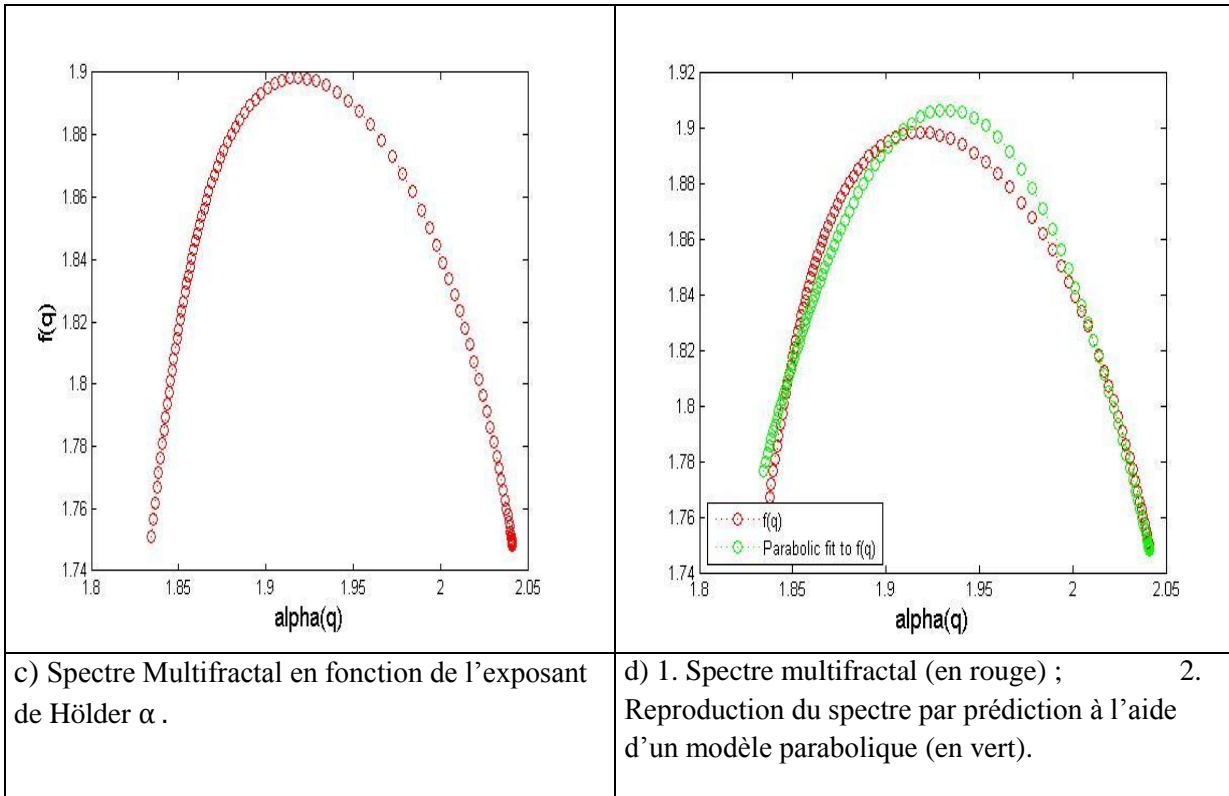 1.9
1.88
1.86
1.84
1.82
1.8
1.78
1.76
1.74
f(q)
1.8 1.85 1.9 1.95 2 2.05
alpha(q)
1.92
1.9
1.88
1.86
1.84
1.82
1.8
1.78
1.76
1.74
f(q)
Parabolic fit to f(q)
1.8 1.85 1.9 1.95 2 2.05
alpha(q)
c) Spectre Multifractal en fonction de l’exposant
de Hölder α .
d) 1. Spectre multifractal (en rouge) ; 2.
Reproduction du spectre par prédiction à l’aide
d’un modèle parabolique (en vert).